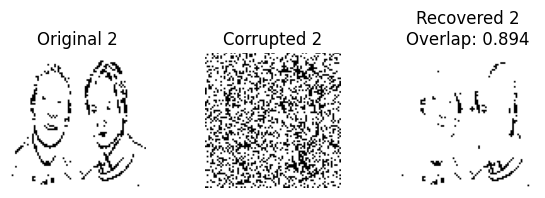 Original 2
Corrupted 2
Recovered 2
Overlap: 0.894